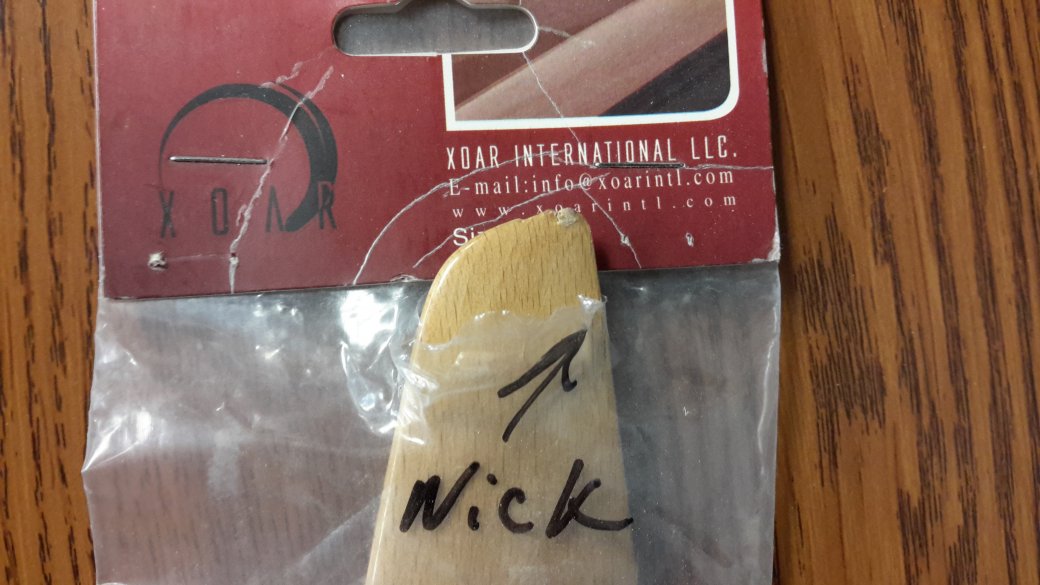 XOAR
XOAR INTERNATIONAL LLC.
E-mail:info@xoarintl.com
www.xoarintl.com
Nick